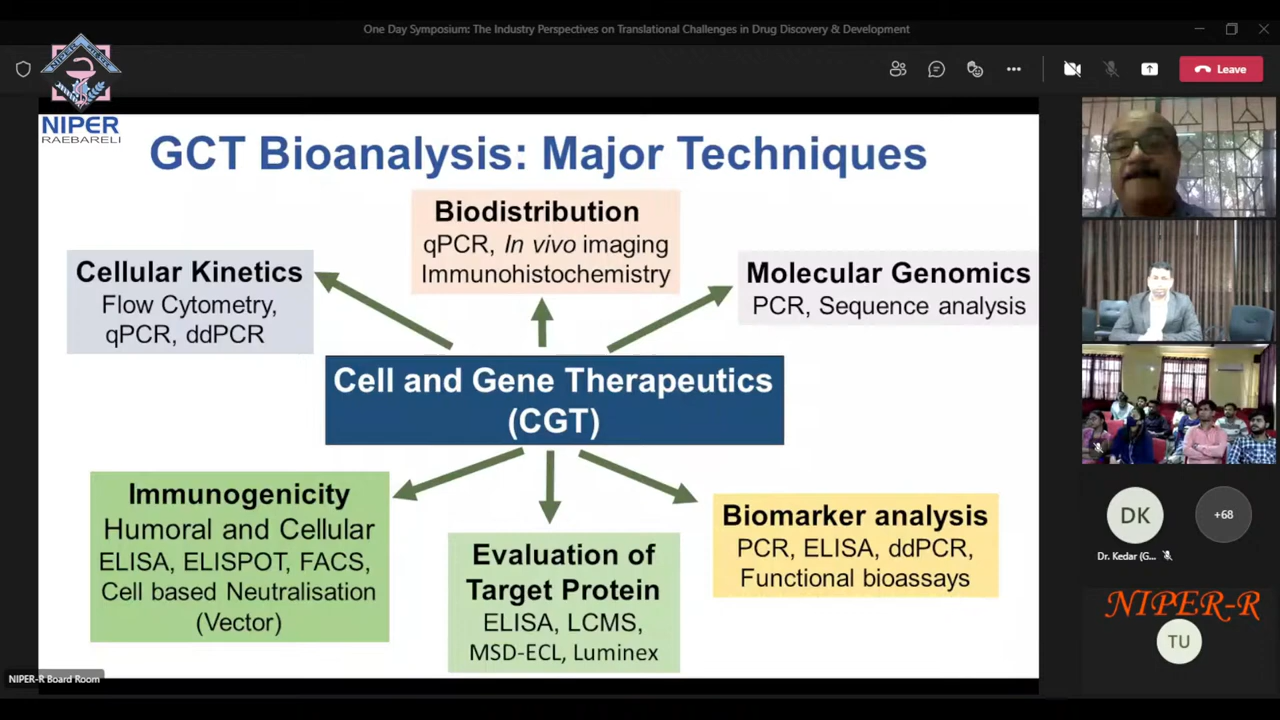 One Day Symposium: The Industry Perspectives on Translational Challenges in Drug Discovery & Development
Leave
NIPER
RAEBARELI
GCT Bioanalysis: Major Techniques
Biodistribution
qPCR, In vivo imaging
Immunohistochemistry
Cellular Kinetics
Flow Cytometry,
qPCR, ddPCR
Molecular Genomics
PCR, Sequence analysis
Cell and Gene Therapeutics
(CGT)
Immunogenicity
Humoral and Cellular
ELISA, ELISPOT, FACS,
Cell based Neutralisation
(Vector)
Evaluation of
Target Protein
ELISA, LCMS,
MSD-ECL, Luminex
Biomarker analysis
PCR, ELISA, ddPCR,
Functional bioassays
DK
+68
Dr. Kedar (G...
NIPER-R
TU
NIPER-R Board Room